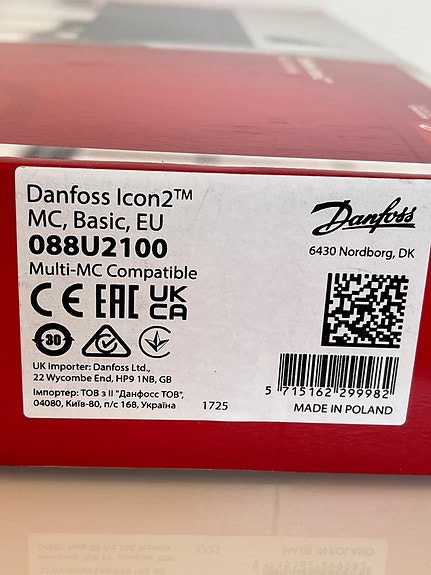 Danfoss Icon2™
MC, Basic, EU
088U2100
Multi-MC Compatible
Danfoss
6430 Nordborg, DK
CE EAC UK CA
30
UK Importer: Danfoss Ltd.,
22 Wycombe End, HP9 1NB, GB
Імпортер: ТОВ з ІІ "Данфосс ТОВ",
04080, Київ-80, п/с 168, Україна
1725
5 715162 299982
MADE IN POLAND